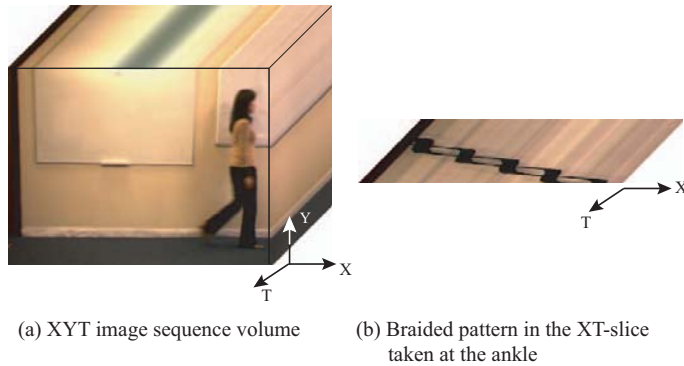 Y
X
T
X
T
(a) XYT image sequence volume
(b) Braided pattern in the XT-slice
taken at the ankle